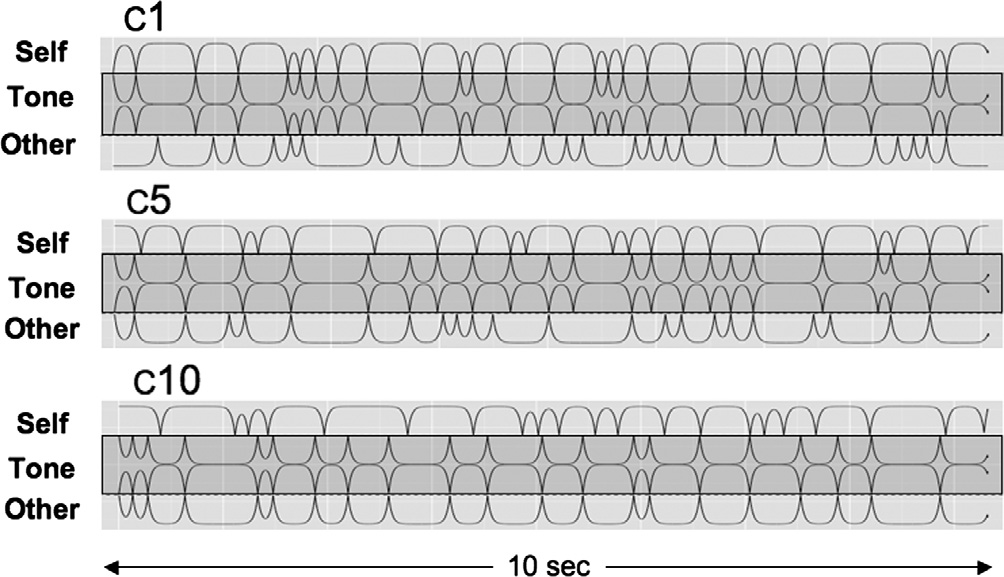 C1
Self
Tone
Other
C5
Self
Tone
Other
C10
Self
Tone
Other
10 sec